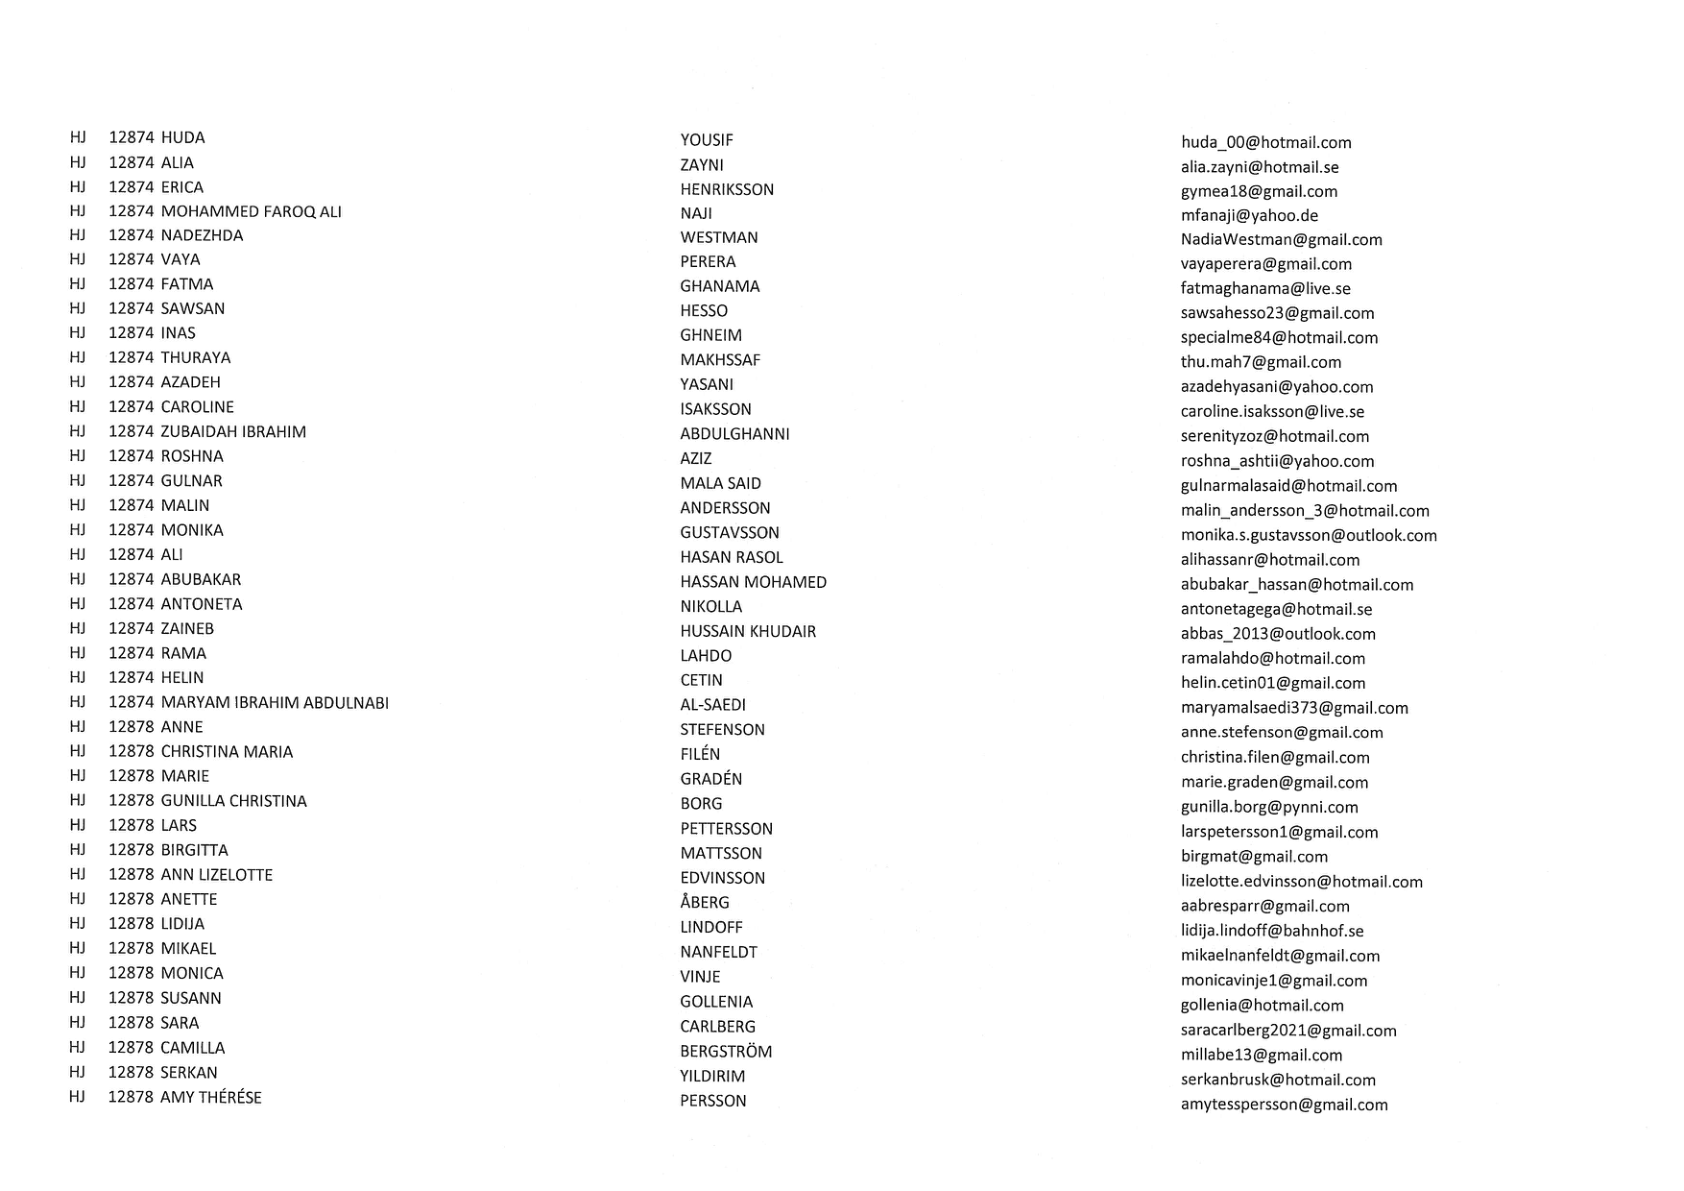 HJ 12874 HUDA YOUSIF huda_00@hotmail.com
HJ 12874 ALIA ZAYNI alia.zayni@hotmail.se
HJ 12874 ERICA HENRIKSSON gymea18@gmail.com
HJ 12874 MOHAMMED FAROQ ALI NAJI mfanaji@yahoo.de
HJ 12874 NADEZHDA WESTMAN NadiaWestman@gmail.com
HJ 12874 VAYA PERERA vayaperera@gmail.com
HJ 12874 FATMA GHANAMA fatmaghanama@live.se
HJ 12874 SAWSAN HESSO sawsahesso23@gmail.com
HJ 12874 INAS GHNEIM specialme84@hotmail.com
HJ 12874 THURAYA MAKHSSAF thu.mah7@gmail.com
HJ 12874 AZADEH YASANI azadehyasani@yahoo.com
HJ 12874 CAROLINE ISAKSSON caroline.isaksson@live.se
HJ 12874 ZUBAIDAH IBRAHIM ABDULGHANNI serenityzoz@hotmail.com
HJ 12874 ROSHNA AZIZ roshna_ashtii@yahoo.com
HJ 12874 GULNAR MALA SAID gulnarmalasaid@hotmail.com
HJ 12874 MALIN ANDERSSON malin_andersson_3@hotmail.com
HJ 12874 MONIKA GUSTAVSSON monika.s.gustavsson@outlook.com
HJ 12874 ALI HASAN RASOL alihassanr@hotmail.com
HJ 12874 ABUBAKAR HASSAN MOHAMED abubakar_hassan@hotmail.com
HJ 12874 ANTONETA NIKOLLA antonetagega@hotmail.se
HJ 12874 ZAINEB HUSSAIN KHUDAIR abbas_2013@outlook.com
HJ 12874 RAMA LAHDO ramalahdo@hotmail.com
HJ 12874 HELIN CETIN helin.cetin01@gmail.com
HJ 12874 MARYAM IBRAHIM ABDULNABI AL-SAEDI maryamalsaedi373@gmail.com
HJ 12878 ANNE STEFENSON anne.stefenson@gmail.com
HJ 12878 CHRISTINA MARIA FILÉN christina.filen@gmail.com
HJ 12878 MARIE GRADÉN marie.graden@gmail.com
HJ 12878 GUNILLA CHRISTINA BORG gunilla.borg@pynni.com
HJ 12878 LARS PETTERSSON larspetersson1@gmail.com
HJ 12878 BIRGITTA MATTSSON birgmat@gmail.com
HJ 12878 ANN LIZELOTTE EDVINSSON lizelotte.edvinsson@hotmail.com
HJ 12878 ANETTE ÅBERG aabresparr@gmail.com
HJ 12878 LIDIJA LINDOFF lidija.lindoff@bahnhof.se
HJ 12878 MIKAEL NANFELDT mikaelnanfeldt@gmail.com
HJ 12878 MONICA VINJE monicavinje1@gmail.com
HJ 12878 SUSANN GOLLENIA gollenia@hotmail.com
HJ 12878 SARA CARLBERG saracarlberg2021@gmail.com
HJ 12878 CAMILLA BERGSTRÖM millabe13@gmail.com
HJ 12878 SERKAN YILDIRIM serkanbrusk@hotmail.com
HJ 12878 AMY THÉRÉSE PERSSON amytesspersson@gmail.com